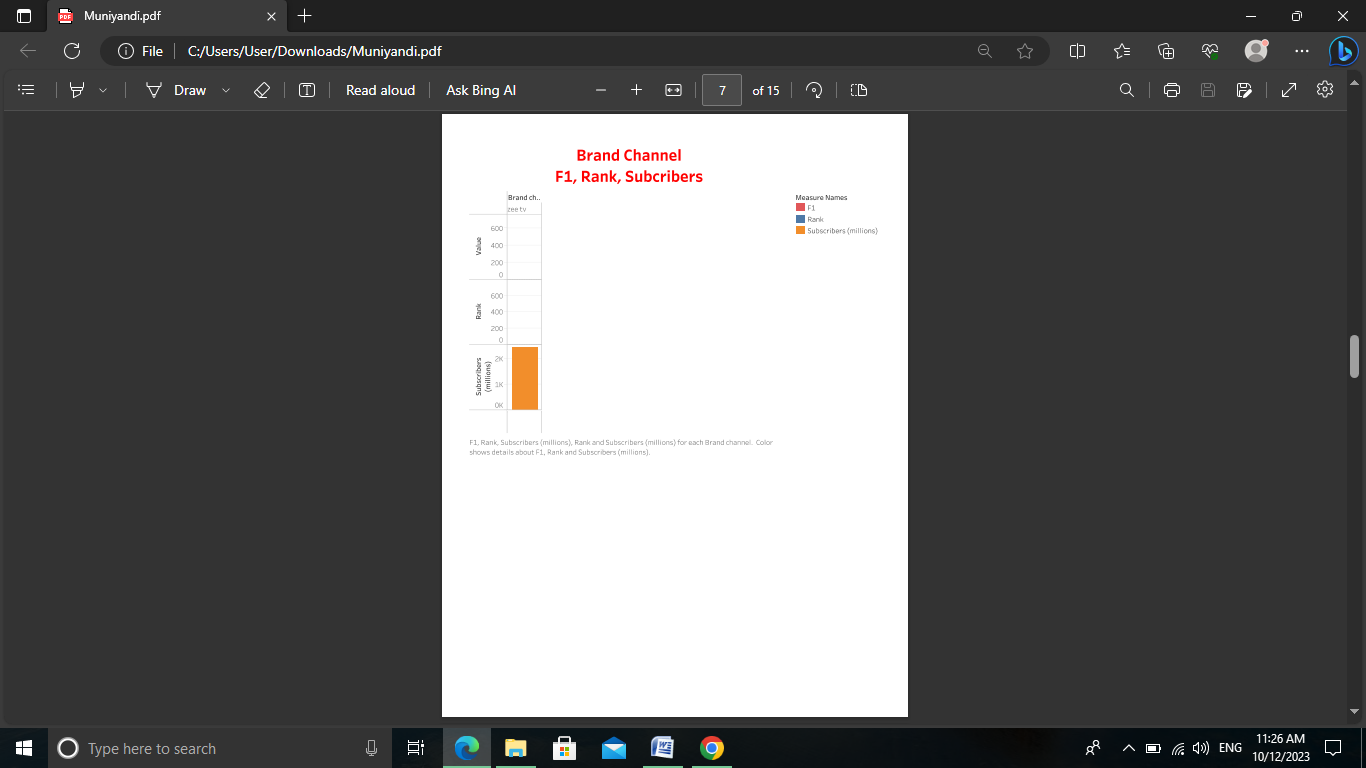 Muniyandi.pdf
File
C:/Users/User/Downloads/Muniyandi.pdf
Draw
Read aloud
Ask Bing AI
7
of 15
Brand Channel
F1, Rank, Subcribers
Brand ch..
zee tv
Value
600
400
200
0
Rank
600
400
200
0
Subscribers
(millions)
2K
1K
0K
Measure Names
F1
Rank
Subscribers (millions)
F1, Rank, Subscribers (millions), Rank and Subscribers (millions) for each Brand channel. Color
shows details about F1, Rank and Subscribers (millions).
Type here to search
ENG
11:26 AM
10/12/2023